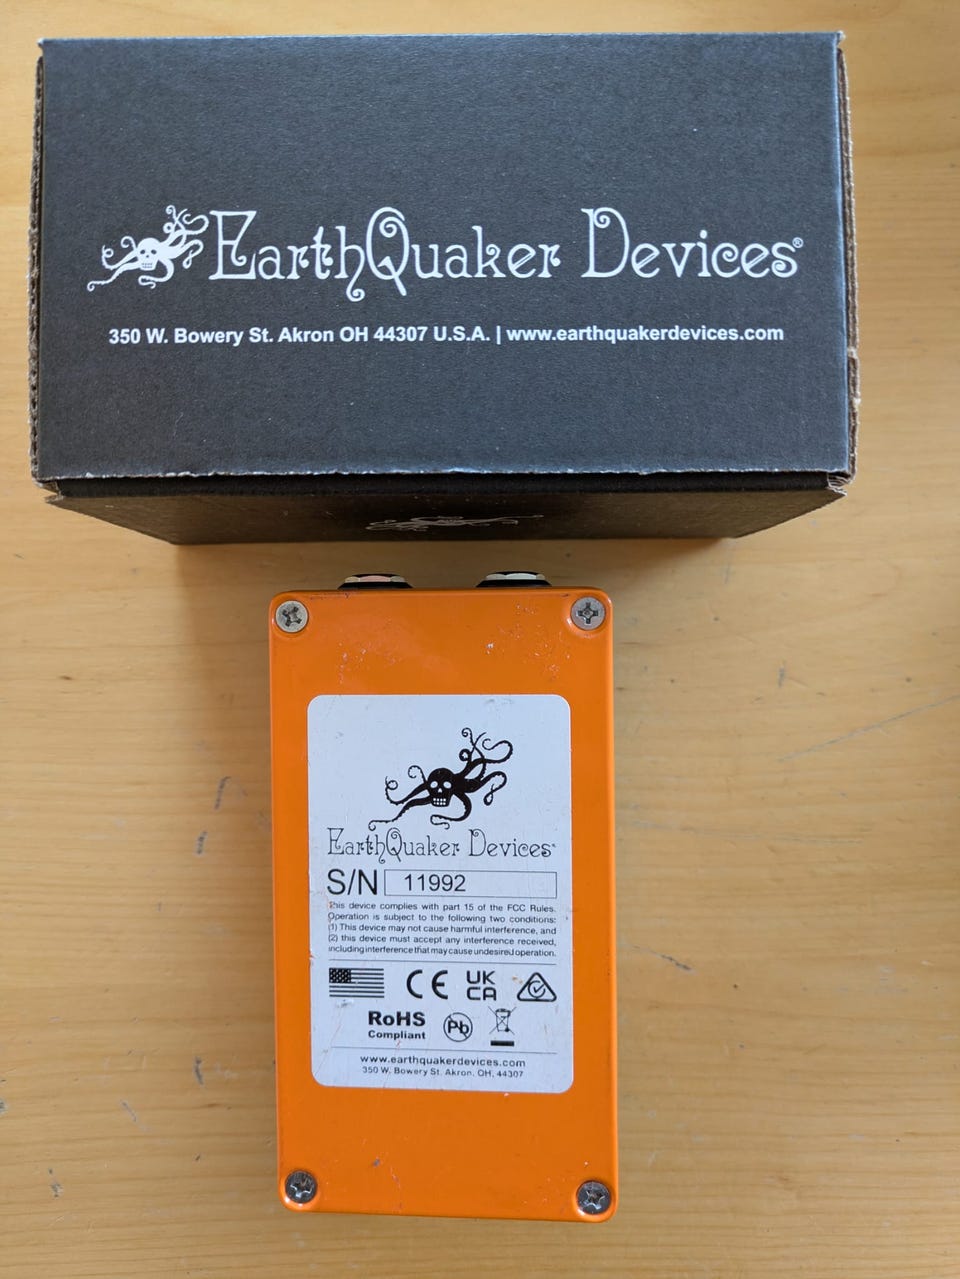 EarthQuaker Devices®
350 W. Bowery St. Akron OH 44307 U.S.A. | www.earthquakerdevices.com
EarthQuaker Devices
S/N 11992
This device complies with part 15 of the FCC Rules.
Operation is subject to the following two conditions:
(1) This device may not cause harmful interference, and
(2) this device must accept any interference received,
including interference that may cause undesired operation.
CE UK
CA
RoHS
Compliant
Pb
www.earthquakerdevices.com
350 W. Bowery St. Akron, OH, 44307